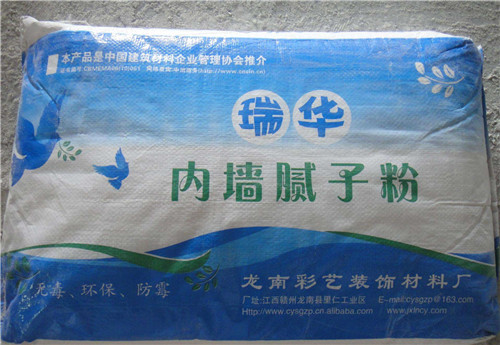 本产品是中国建筑材料企业管理协会推介
瑞华
内墙腻子粉
无毒、环保、防霉
龙南彩艺装饰材料厂
厂址:江西赣州龙南县里仁工业区 E-mail:cysgzp@163.com
Http://www.cysgzp.cn.alibaba.com www.jxlncy.com